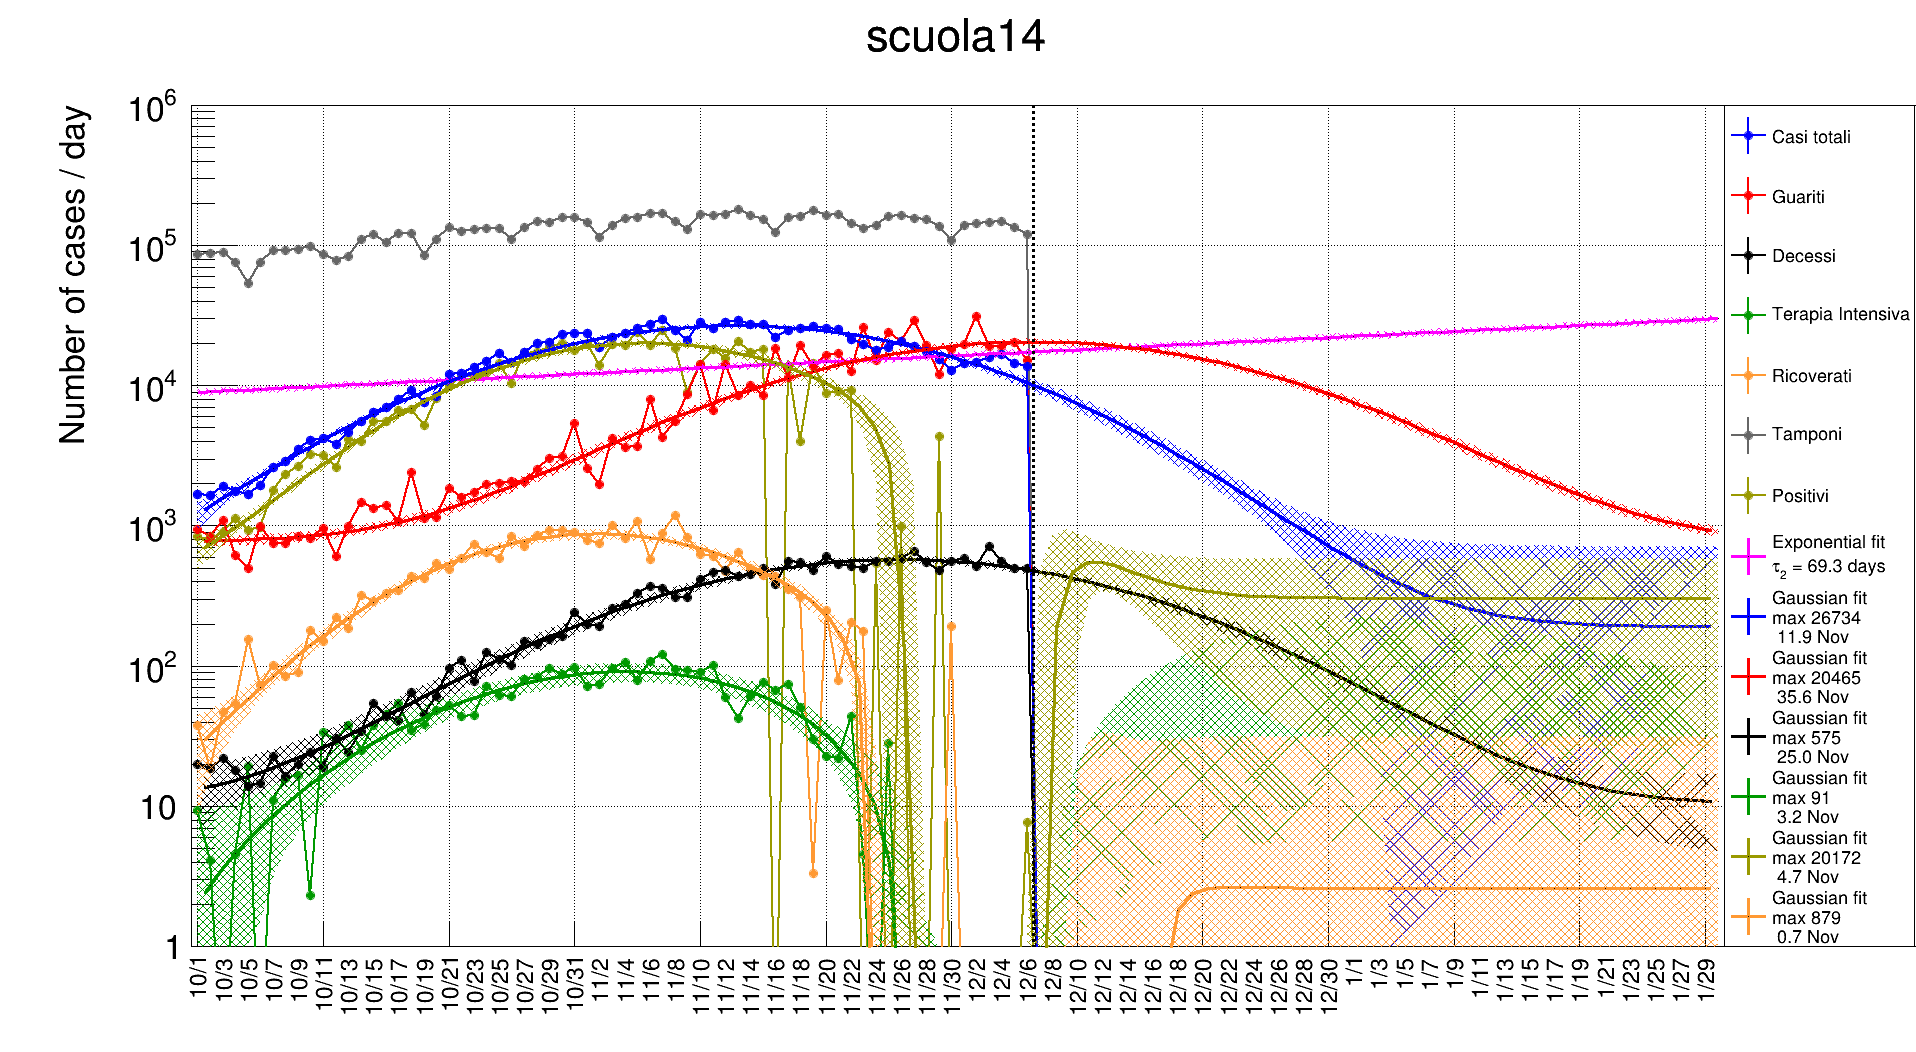 scuola14
Number of cases / day
10^6
10^5
10^4
10^3
10^2
10
1
10/1
10/3
10/5
10/7
10/9
10/11
10/13
10/15
10/17
10/19
10/21
10/23
10/25
10/27
10/29
10/31
11/2
11/4
11/6
11/8
11/10
11/12
11/14
11/16
11/18
11/20
11/22
11/24
11/26
11/28
11/30
12/2
12/4
12/6
12/8
12/10
12/12
12/14
12/16
12/18
12/20
12/22
12/24
12/26
12/28
12/30
1/1
1/3
1/5
1/7
1/9
1/11
1/13
1/15
1/17
1/19
1/21
1/23
1/25
1/27
1/29
Casi totali
Guariti
Decessi
Terapia Intensiva
Ricoverati
Tamponi
Positivi
Exponential fit
τ2 = 69.3 days
Gaussian fit
max 26734
11.9 Nov
Gaussian fit
max 20465
35.6 Nov
Gaussian fit
max 575
25.0 Nov
Gaussian fit
max 91
3.2 Nov
Gaussian fit
max 20172
4.7 Nov
Gaussian fit
max 879
0.7 Nov